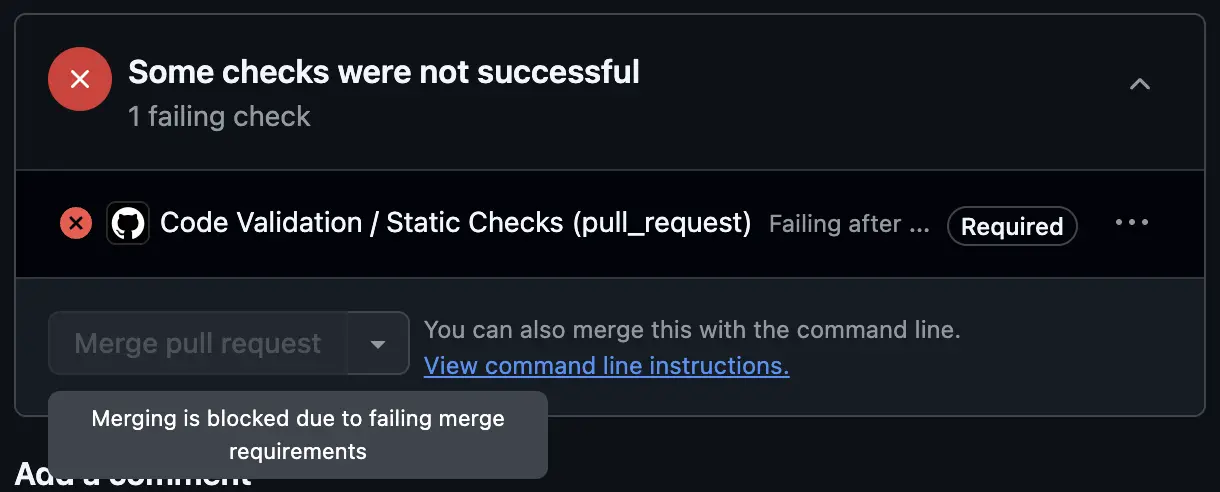 Some checks were not successful
1 failing check
Code Validation / Static Checks (pull_request) Failing after ... Required
Merge pull request
You can also merge this with the command line.
View command line instructions.
Merging is blocked due to failing merge
requirements
Add a comment